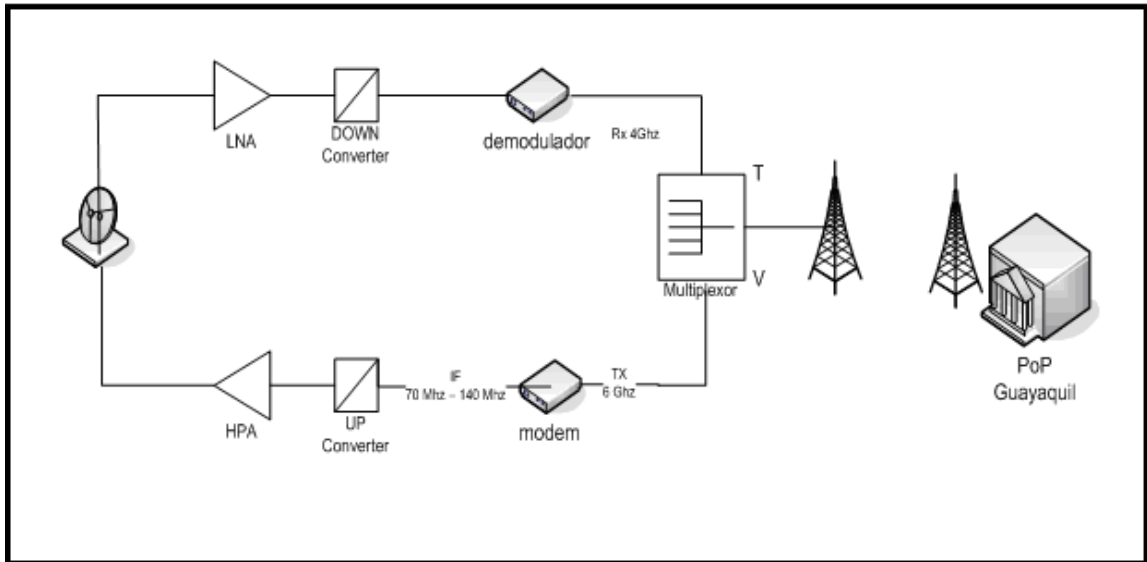 LNA
DOWN
Converter
demodulador
Rx 4Ghz
T
V
Multiplexor
HPA
UP
Converter
IF
70 Mhz – 140 Mhz
modem
TX
6 Ghz
PoP
Guayaquil